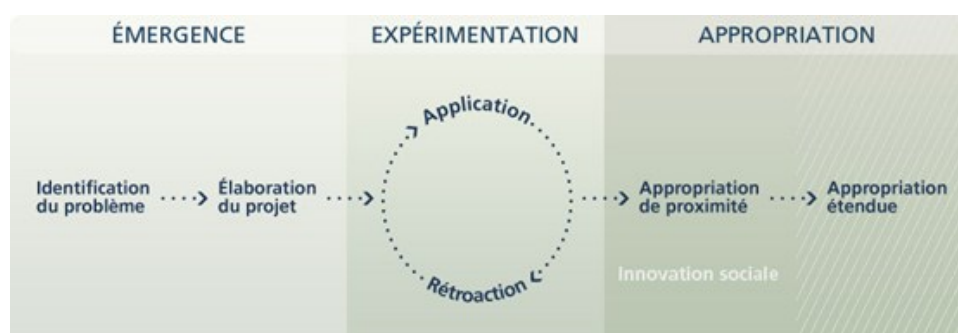 ÉMERGENCE
EXPÉRIMENTATION
APPROPRIATION
Application
Identification
du problème
Élaboration
du projet
Appropriation
de proximité
Appropriation
étendue
Rétroaction
Innovation sociale